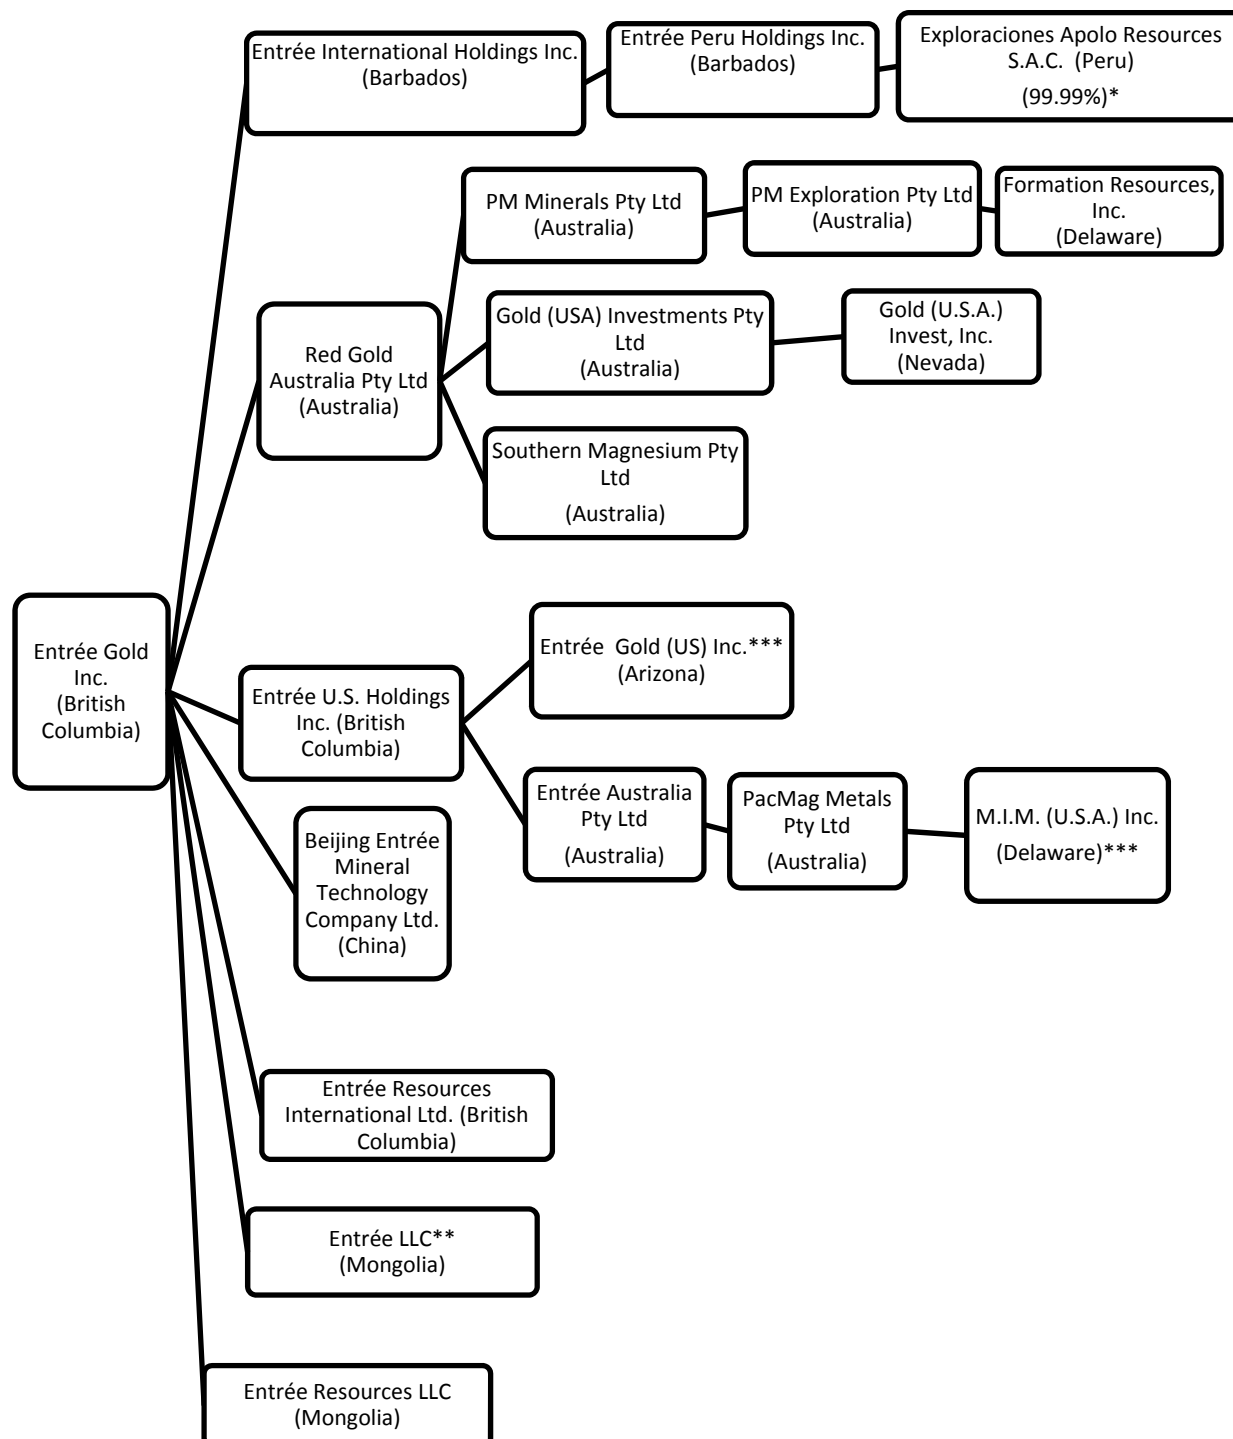 Entrée International Holdings Inc.
(Barbados)
Entrée Peru Holdings Inc.
(Barbados)
Exploraciones Apolo Resources
S.A.C. (Peru)
(99.99%)*
PM Minerals Pty Ltd
(Australia)
PM Exploration Pty Ltd
(Australia)
Formation Resources,
Inc.
(Delaware)
Red Gold
Australia Pty Ltd
(Australia)
Gold (USA) Investments Pty
Ltd
(Australia)
Gold (U.S.A.)
Invest, Inc.
(Nevada)
Southern Magnesium Pty
Ltd
(Australia)
Entrée Gold
Inc.
(British
Columbia)
Entrée U.S. Holdings
Inc. (British
Columbia)
Entrée Gold (US) Inc.***
(Arizona)
Entrée Australia
Pty Ltd
(Australia)
PacMag Metals
Pty Ltd
(Australia)
M.I.M. (U.S.A.) Inc.
(Delaware)***
Beijing Entrée
Mineral
Technology
Company Ltd.
(China)
Entrée Resources
International Ltd. (British
Columbia)
Entrée LLC**
(Mongolia)
Entrée Resources LLC
(Mongolia)